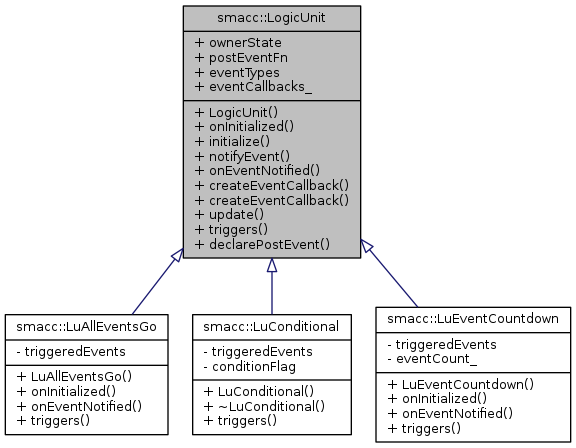 smacc::LogicUnit
+ ownerState
+ postEventFn
+ eventTypes
+ eventCallbacks_
+ LogicUnit()
+ onInitialized()
+ initialize()
+ notifyEvent()
+ onEventNotified()
+ createEventCallback()
+ createEventCallback()
+ update()
+ triggers()
+ declarePostEvent()
smacc::LuAllEventsGo
- triggeredEvents
+ LuAllEventsGo()
+ onInitialized()
+ onEventNotified()
+ triggers()
smacc::LuConditional
- triggeredEvents
- conditionFlag
+ LuConditional()
+ ~LuConditional()
+ triggers()
smacc::LuEventCountdown
- triggeredEvents
- eventCount_
+ LuEventCountdown()
+ onInitialized()
+ onEventNotified()
+ triggers()